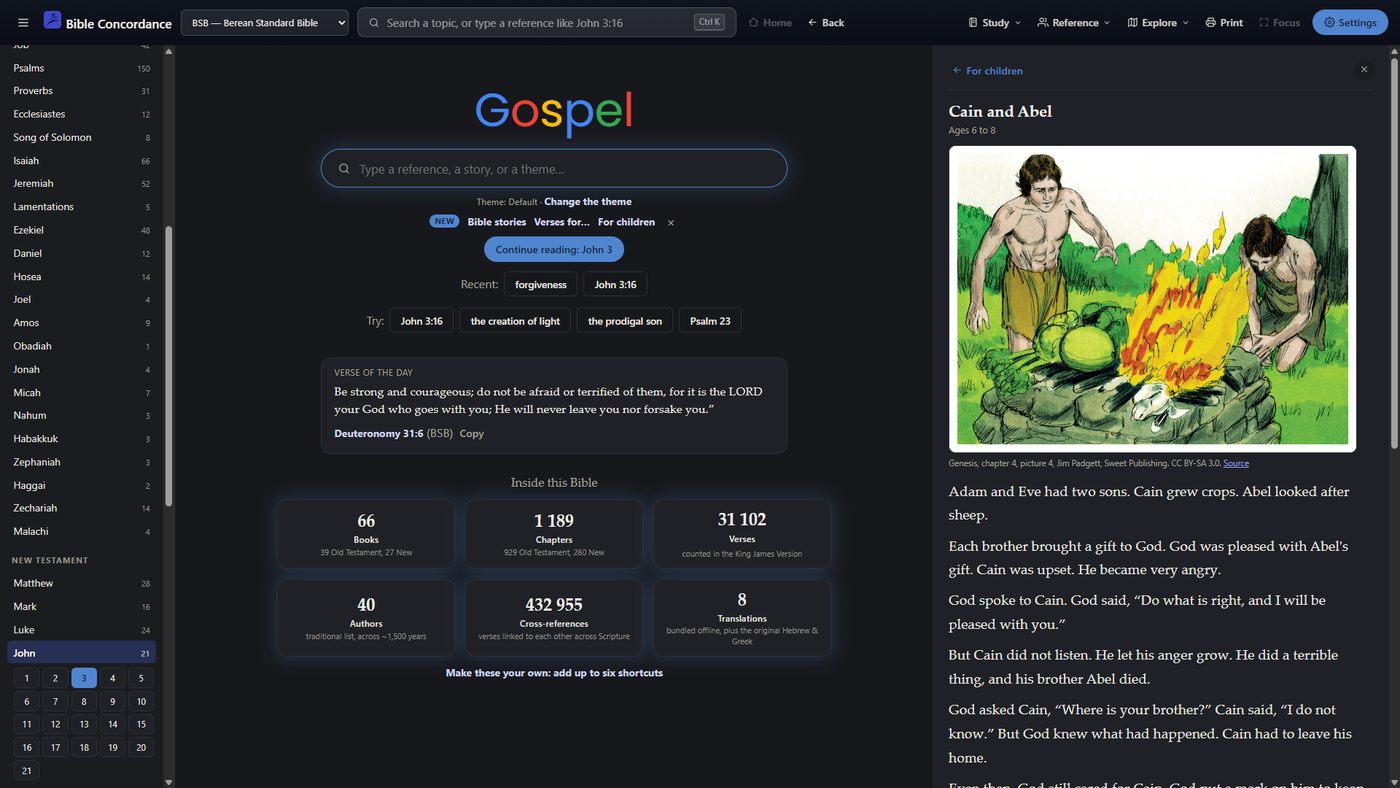 Bible Concordance
BSB — Berean Standard Bible
Search a topic, or type a reference like John 3:16
Ctrl K
Home
Back
Study
Reference
Explore
Print
Focus
Settings
Job 42
Psalms 150
Proverbs 31
Ecclesiastes 12
Song of Solomon 8
Isaiah 66
Jeremiah 52
Lamentations 5
Ezekiel 48
Daniel 12
Hosea 14
Joel 4
Amos 9
Obadiah 1
Jonah 4
Micah 7
Nahum 3
Habakkuk 3
Zephaniah 3
Haggai 2
Zechariah 14
Malachi 4
NEW TESTAMENT
Matthew 28
Mark 16
Luke 24
John 21
1 2 3 4 5
6 7 8 9 10
11 12 13 14 15
16 17 18 19 20
21
Gospel
Type a reference, a story, or a theme...
Theme: Default · Change the theme
NEW Bible stories Verses for... For children ×
Continue reading: John 3
Recent: forgiveness John 3:16
Try: John 3:16 the creation of light the prodigal son Psalm 23
VERSE OF THE DAY
Be strong and courageous; do not be afraid or terrified of them, for it is the LORD
your God who goes with you; He will never leave you nor forsake you.”
Deuteronomy 31:6 (BSB) Copy
Inside this Bible
66
Books
39 Old Testament, 27 New
1 189
Chapters
929 Old Testament, 260 New
31 102
Verses
counted in the King James Version
40
Authors
traditional list, across ~1,500 years
432 955
Cross-references
verses linked to each other across Scripture
8
Translations
bundled offline, plus the original Hebrew &
Greek
Make these your own: add up to six shortcuts
← For children
×
Cain and Abel
Ages 6 to 8
Genesis, chapter 4, picture 4, Jim Padgett, Sweet Publishing. CC BY-SA 3.0. Source
Adam and Eve had two sons. Cain grew crops. Abel looked after
sheep.
Each brother brought a gift to God. God was pleased with Abel's
gift. Cain was upset. He became very angry.
God spoke to Cain. God said, “Do what is right, and I will be
pleased with you.”
But Cain did not listen. He let his anger grow. He did a terrible
thing, and his brother Abel died.
God asked Cain, “Where is your brother?” Cain said, “I do not
know.” But God knew what had happened. Cain had to leave his
home.
Even then, God still cared for Cain. God put a mark on him to keep